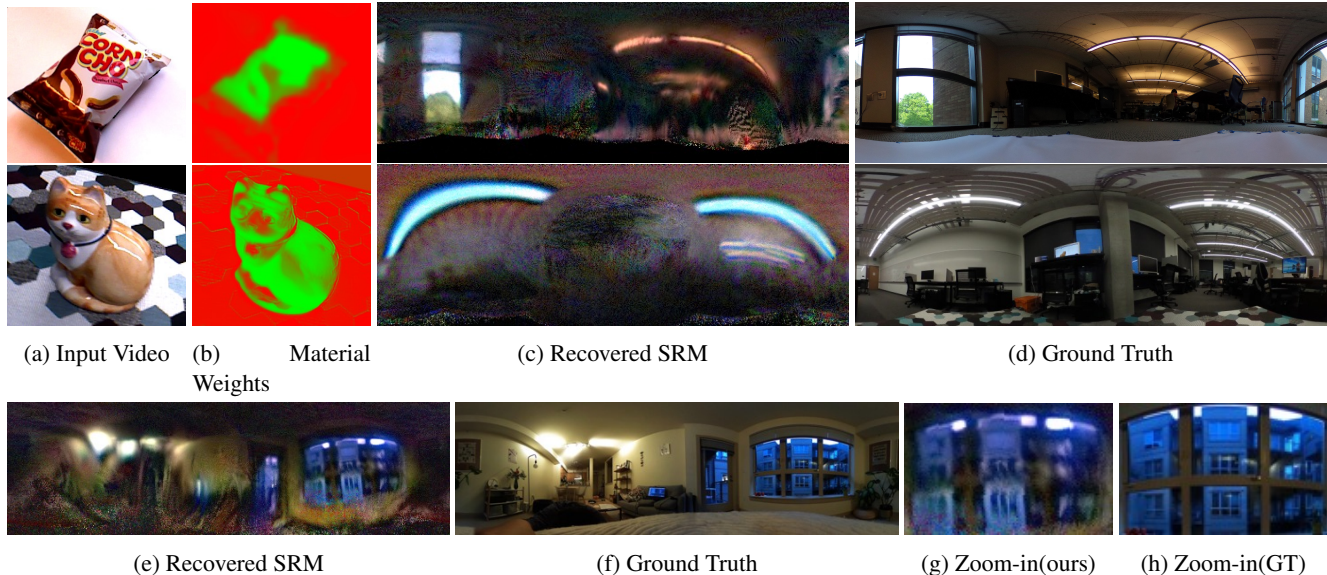 CORN
CHO
(a) Input Video
(b) Material
Weights
(c) Recovered SRM
(d) Ground Truth
(e) Recovered SRM
(f) Ground Truth
(g) Zoom-in(ours)
(h) Zoom-in(GT)